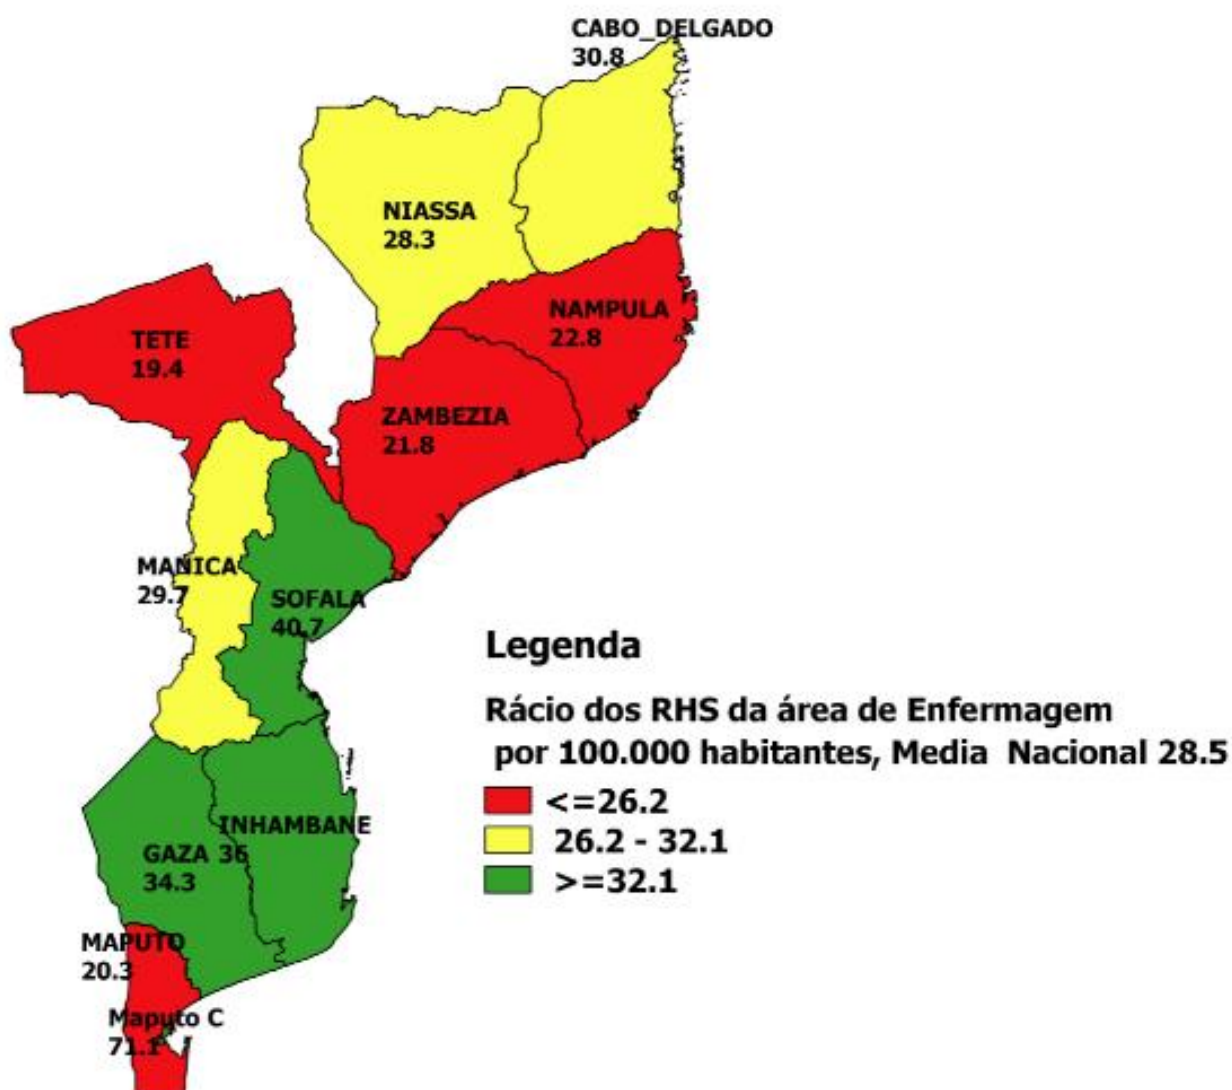 CABO_DELGADO
30.8
NIASSA
28.3
NAMPULA
22.8
TETE
19.4
ZAMBEZIA
21.8
MANICA
29.7
SOFALA
40.7
INHAMBANE
36
GAZA
34.3
MAPUTO
20.3
Maputo C
71.1
Legenda
Rácio dos RHS da área de Enfermagem
por 100.000 habitantes, Media Nacional 28.5
<=26.2
26.2 - 32.1
>=32.1